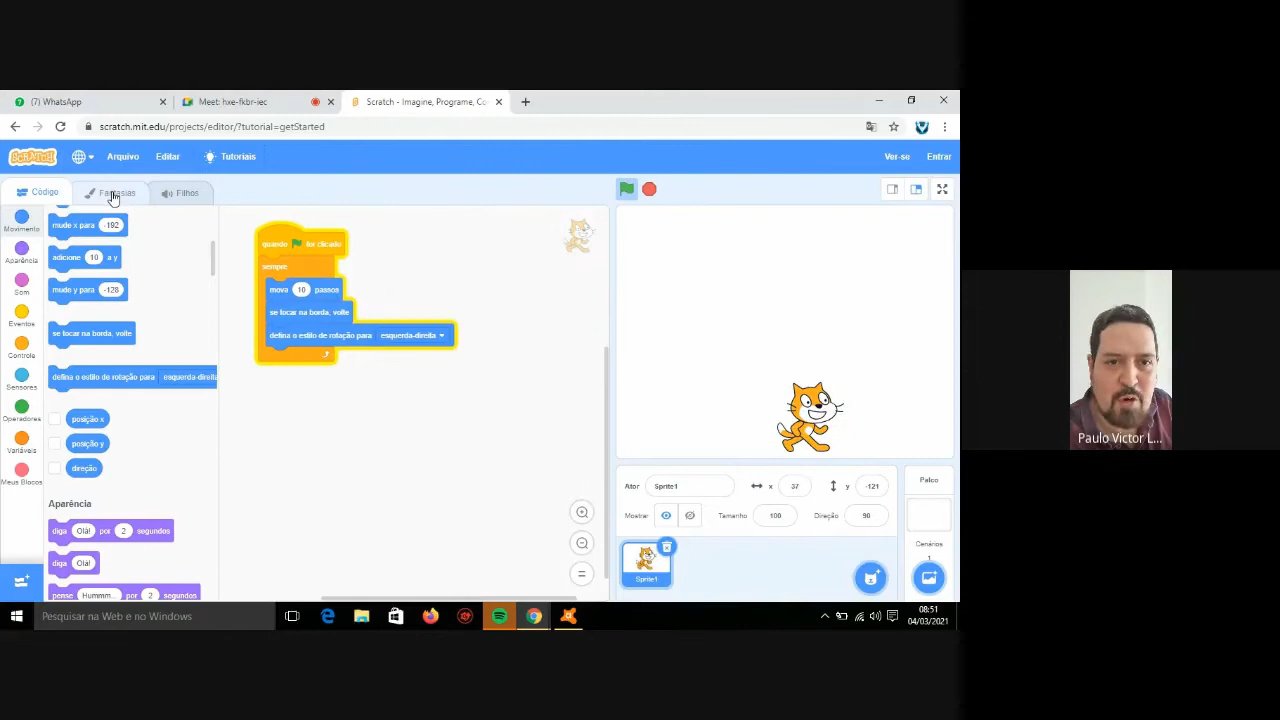 (7) WhatsApp
Meet: hxe-fkbr-iec
Scratch - Imagine, Programe, Co
scratch.mit.edu/projects/editor/?tutorial=getStarted
SCRATCH
Arquivo
Editar
Tutoriais
Ver-su
Entrar
Código
Fantasias
Filhos
Movimento
Aparência
Som
Eventos
Controla
Sensores
Operadores
Variáveis
Meus Blocos
mude x para -192
adicione 10 a y
mude y para -128
se tocar na borda, volte
defina o estilo de rotação para esquerda-direita
posição x
posição y
direção
Aparência
diga Olá! por 2 segundos
diga Olá!
pense Hummm... por 2 segundos
quando for clicado
sempre
mova 10 passos
se tocar na borda, volte
defina o estilo de rotação para esquerda-direita
Ator Sprite1 x 37 y -121
Mostrar Tamanho 100 Direção 90
Sprite1
Palco
Cenários
1
Paulo Victor L...
Pesquisar na Web e no Windows
08:51
04/03/2021